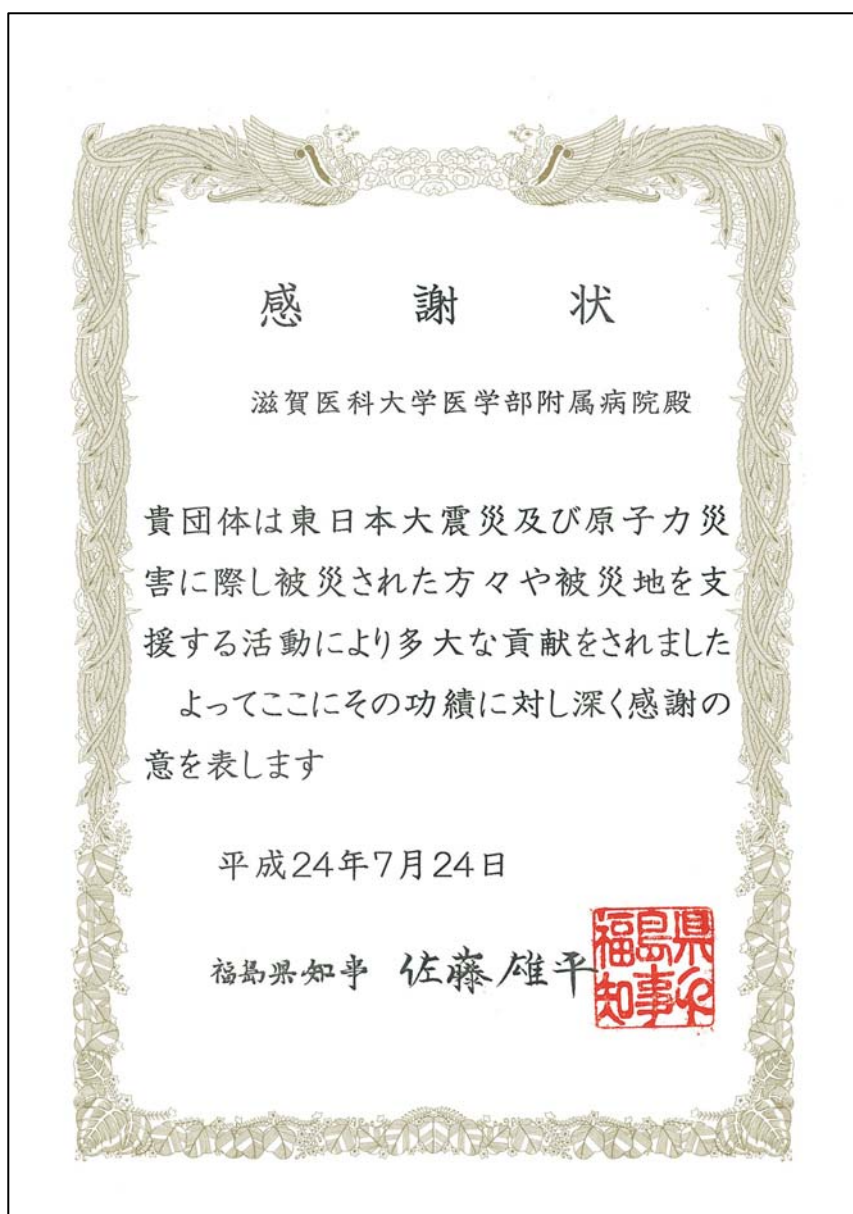 感謝状
滋賀医科大学医学部附属病院殿
貴団体は東日本大震災及び原子力災
害に際し被災された方々や被災地を支
援する活動により多大な貢献をされました
よってここにその功績に対し深く感謝の
意を表します
平成24年7月24日
福島県知事 佐藤雄平
福島県
知事之印